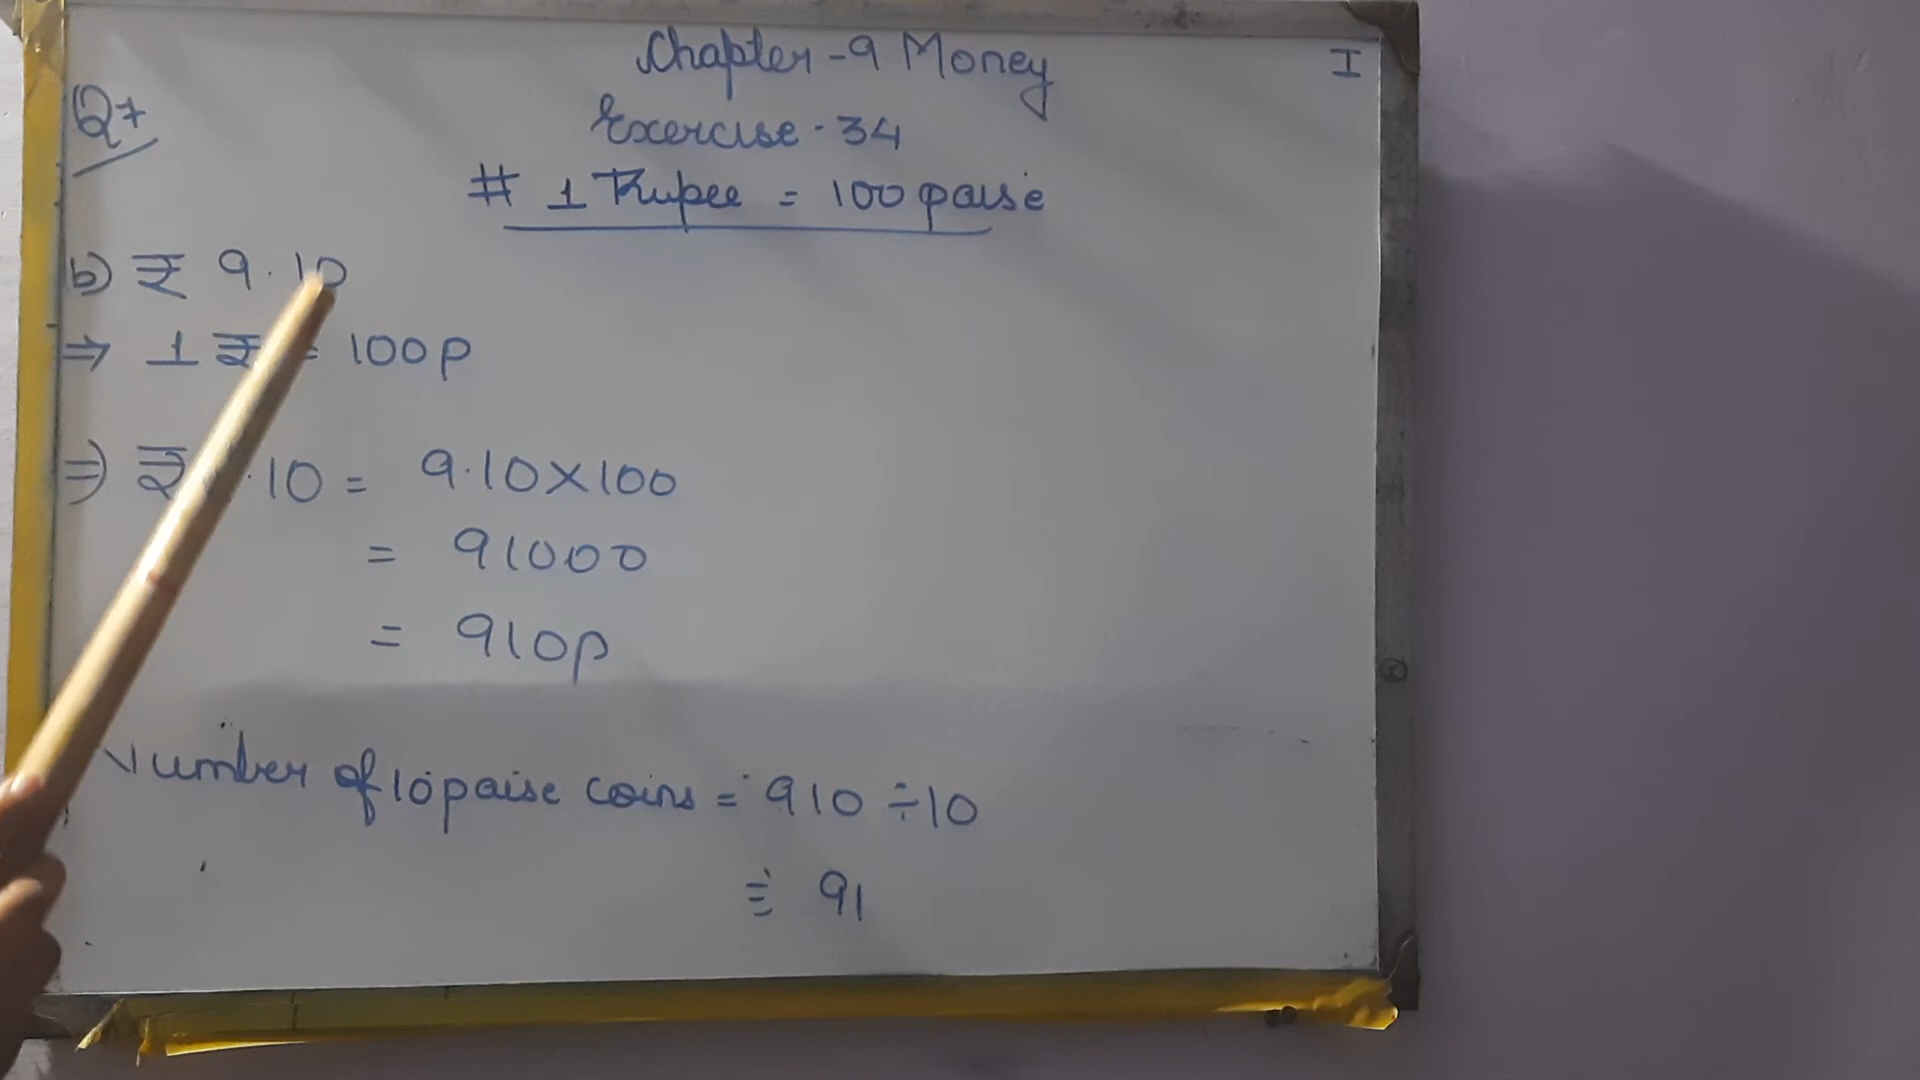 Chapter-9 Money
I
Q7
Exercise-34
# 1 Rupee = 100 paise
b) ₹ 9.10
⇒ 1 ₹ = 100p
⇒ ₹ .10 = 9.10×100
= 91000
= 910p
Number of 10 paise coins = 910 ÷ 10
= 91